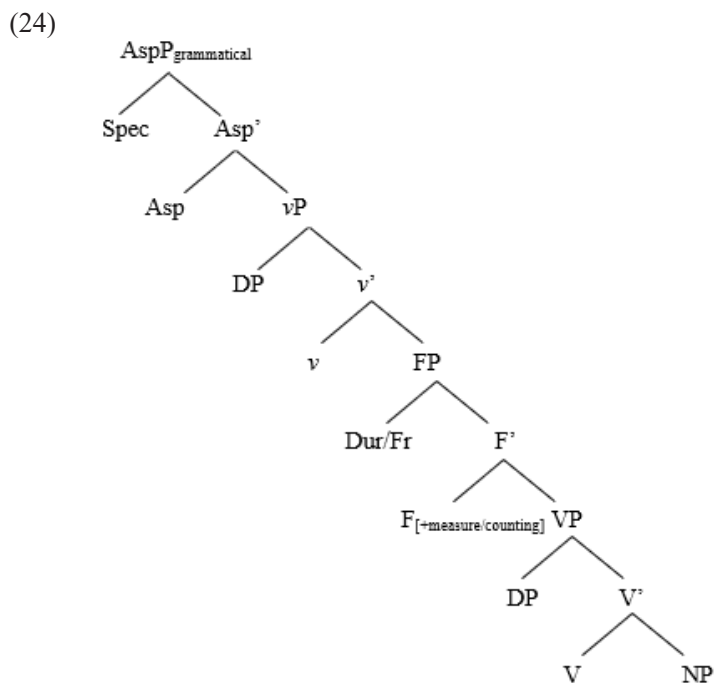 (24)
AspPgrammatical
Spec Asp’
Asp vP
DP v’
v FP
Dur/Fr F’
F[+measure/counting] VP
DP V’
V NP